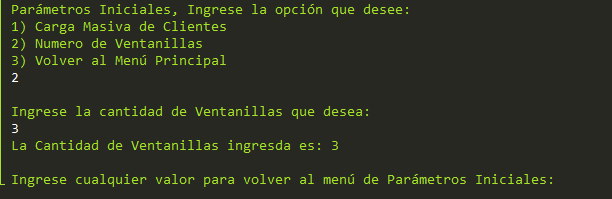 Parámetros Iniciales, Ingrese la opción que desee:
1) Carga Masiva de Clientes
2) Numero de Ventanillas
3) Volver al Menú Principal
2
Ingrese la cantidad de Ventanillas que desea:
3
La Cantidad de Ventanillas ingresda es: 3
Ingrese cualquier valor para volver al menú de Parámetros Iniciales: